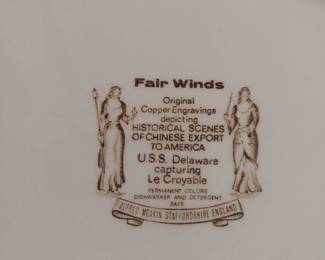 Fair Winds
Original
Copper Engravings
depicting
HISTORICAL SCENES
OF CHINESE EXPORT
TO AMERICA
U.S.S. Delaware
capturing
Le Croyable
PERMANENT COLORS
DISHWASHER AND DETERGENT
SAFE
ALFRED MEAKIN STAFFORDSHIRE ENGLAND